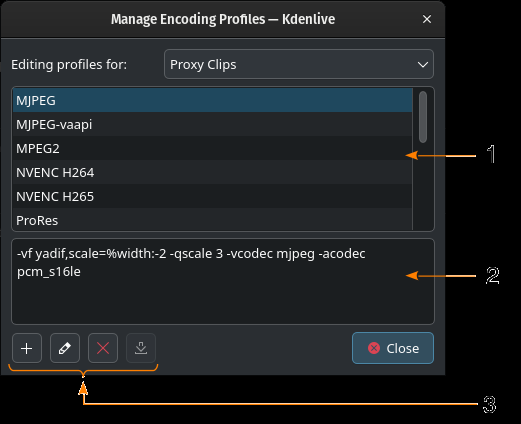 Manage Encoding Profiles — Kdenlive
Editing profiles for: Proxy Clips
MJPEG
MJPEG-vaapi
MPEG2
NVENC H264
NVENC H265
ProRes
1
-vf yadif,scale=%width:-2 -qscale 3 -vcodec mjpeg -acodec
pcm_s16le
2
Close
3